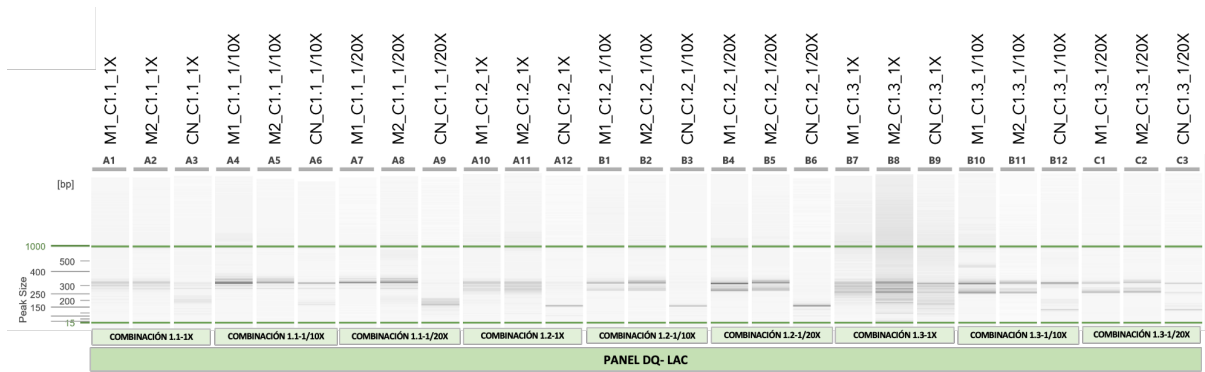 M1_C1.1_1X
M2_C1.1_1X
CN_C1.1_1X
M1_C1.1_1/10X
M2_C1.1_1/10X
CN_C1.1_1/10X
M1_C1.1_1/20X
M2_C1.1_1/20X
CN_C1.1_1/20X
M1_C1.2_1X
M2_C1.2_1X
CN_C1.2_1X
M1_C1.2_1/10X
M2_C1.2_1/10X
CN_C1.2_1/10X
M1_C1.2_1/20X
M2_C1.2_1/20X
CN_C1.2_1/20X
M1_C1.3_1X
M2_C1.3_1X
CN_C1.3_1X
M1_C1.3_1/10X
M2_C1.3_1/10X
CN_C1.3_1/10X
M1_C1.3_1/20X
M2_C1.3_1/20X
CN_C1.3_1/20X
A1 A2 A3 A4 A5 A6 A7 A8 A9 A10 A11 A12 B1 B2 B3 B4 B5 B6 B7 B8 B9 B10 B11 B12 C1 C2 C3
[bp]
1000
500
400
300
250
200
150
15
Peak Size
COMBINACIÓN 1.1-1X COMBINACIÓN 1.1-1/10X COMBINACIÓN 1.1-1/20X COMBINACIÓN 1.2-1X COMBINACIÓN 1.2-1/10X COMBINACIÓN 1.2-1/20X COMBINACIÓN 1.3-1X COMBINACIÓN 1.3-1/10X COMBINACIÓN 1.3-1/20X
PANEL DQ- LAC